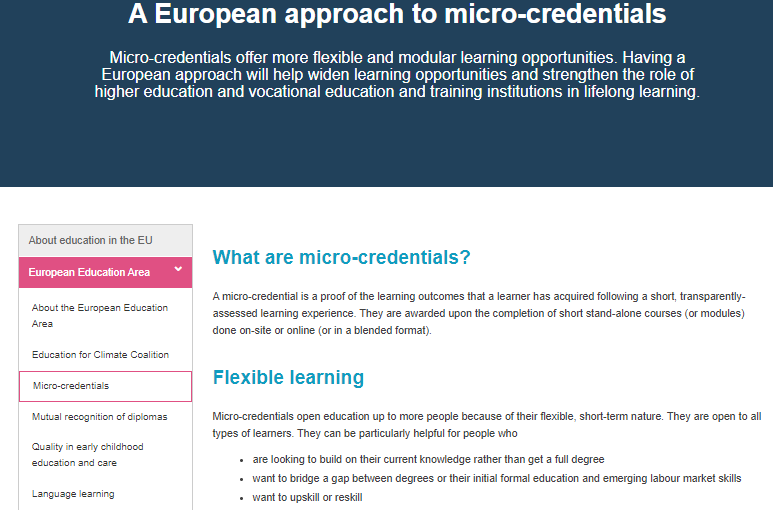 A European approach to micro-credentials
Micro-credentials offer more flexible and modular learning opportunities. Having a
European approach will help widen learning opportunities and strengthen the role of
higher education and vocational education and training institutions in lifelong learning.
About education in the EU
European Education Area
About the European Education
Area
Education for Climate Coalition
Micro-credentials
Mutual recognition of diplomas
Quality in early childhood
education and care
Language learning
What are micro-credentials?
A micro-credential is a proof of the learning outcomes that a learner has acquired following a short, transparently-
assessed learning experience. They are awarded upon the completion of short stand-alone courses (or modules)
done on-site or online (or in a blended format).
Flexible learning
Micro-credentials open education up to more people because of their flexible, short-term nature. They are open to all
types of learners. They can be particularly helpful for people who
• are looking to build on their current knowledge rather than get a full degree
• want to bridge a gap between degrees or their initial formal education and emerging labour market skills
• want to upskill or reskill